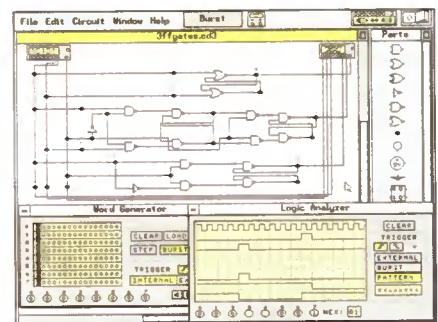 File Edit Circuit Window Help Burst
3ffgates.cd3
Parts
Word Generator
CLEAR LOAD
STEP BURST
TRIGGER
INTERNAL
Logic Analyzer
CLEAR
TRIGGER
EXTERNAL
BURST
PATTERN
HEX: